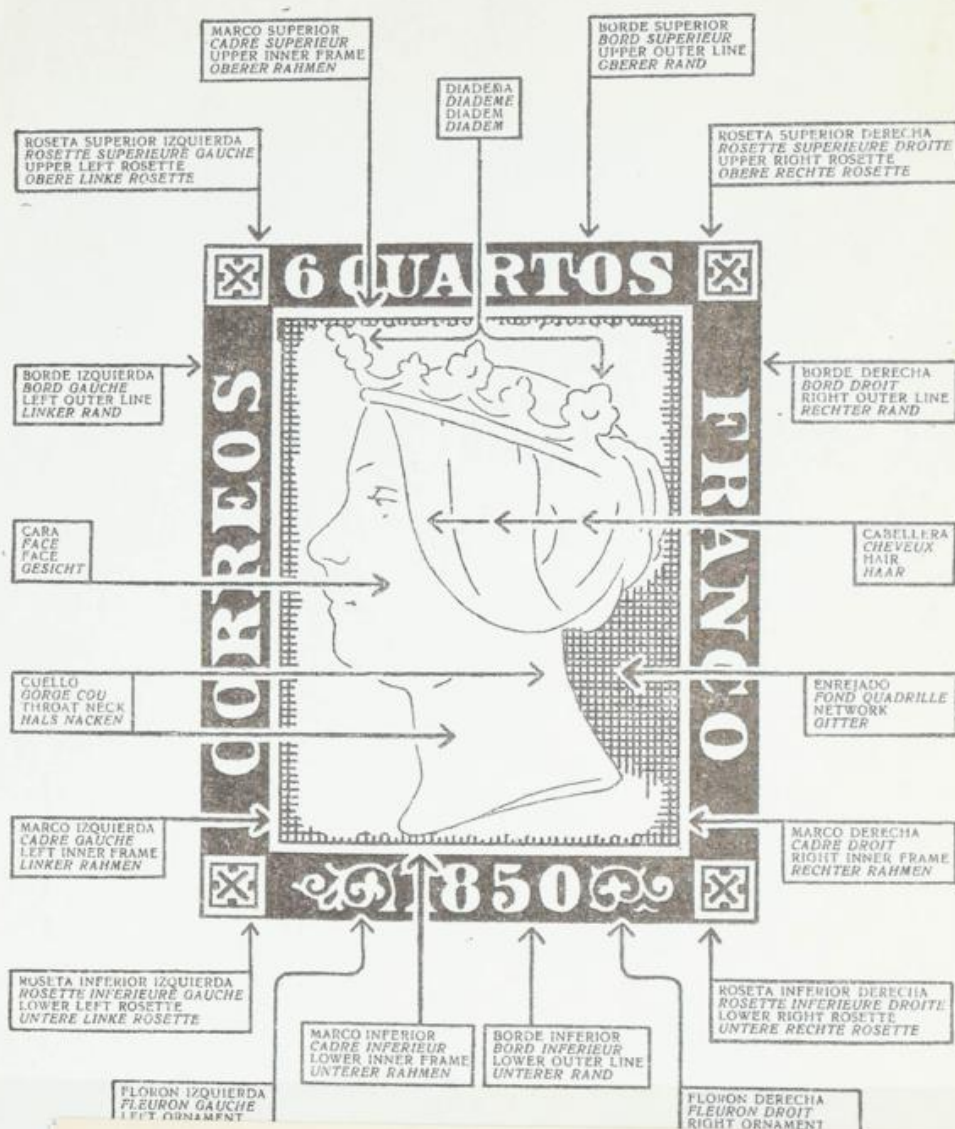 MARCO SUPERIOR
CADRE SUPERIEUR
UPPER INNER FRAME
OBERER RAHMEN
BORDE SUPERIOR
BORD SUPERIEUR
UPPER OUTER LINE
OBERER RAND
DIADEMA
DIADEME
DIADEM
DIADEM
ROSETA SUPERIOR IZQUIERDA
ROSETTE SUPERIEURE GAUCHE
UPPER LEFT ROSETTE
OBERE LINKE ROSETTE
ROSETA SUPERIOR DERECHA
ROSETTE SUPERIEURE DROITE
UPPER RIGHT ROSETTE
OBERE RECHTE ROSETTE
6 CUARTOS
CORREOS
FRANCO
BORDE IZQUIERDA
BORD GAUCHE
LEFT OUTER LINE
LINKER RAND
BORDE DERECHA
BORD DROIT
RIGHT OUTER LINE
RECHTER RAND
CARA
FACE
FACE
GESICHT
CABELLERA
CHEVEUX
HAIR
HAAR
CUELLO
GORGE COU
THROAT NECK
HALS NACKEN
ENREJADO
FOND QUADRILLE
NETWORK
GITTER
MARCO IZQUIERDA
CADRE GAUCHE
LEFT INNER FRAME
LINKER RAHMEN
MARCO DERECHA
CADRE DROIT
RIGHT INNER FRAME
RECHTER RAHMEN
1850
ROSETA INFERIOR IZQUIERDA
ROSETTE INFERIEURE GAUCHE
LOWER LEFT ROSETTE
UNTERE LINKE ROSETTE
ROSETA INFERIOR DERECHA
ROSETTE INFERIEURE DROITE
LOWER RIGHT ROSETTE
UNTERE RECHTE ROSETTE
MARCO INFERIOR
CADRE INFERIEUR
LOWER INNER FRAME
UNTERER RAHMEN
BORDE INFERIOR
BORD INFERIEUR
LOWER OUTER LINE
UNTERER RAND
FLORON IZQUIERDA
FLEURON GAUCHE
LEFT ORNAMENT
FLORON DERECHA
FLEURON DROIT
RIGHT ORNAMENT